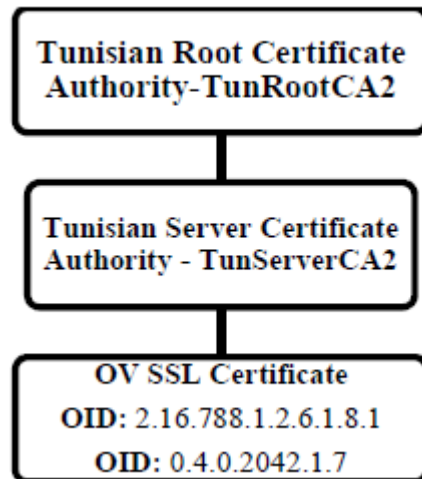 Tunisian Root Certificate
Authority-TunRootCA2
Tunisian Server Certificate
Authority - TunServerCA2
OV SSL Certificate
OID: 2.16.788.1.2.6.1.8.1
OID: 0.4.0.2042.1.7